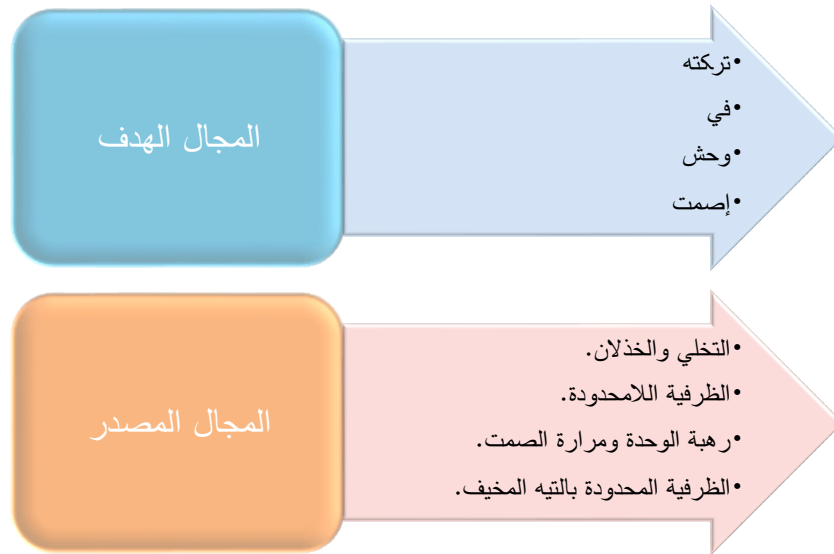 المجال الهدف
•تركته
•في
•وحش
•إصمت
المجال المصدر
•التخلي والخذلان.
•الظرفية اللامحدودة.
•رهبة الوحدة ومرارة الصمت.
•الظرفية المحدودة بالتيه المخيف.